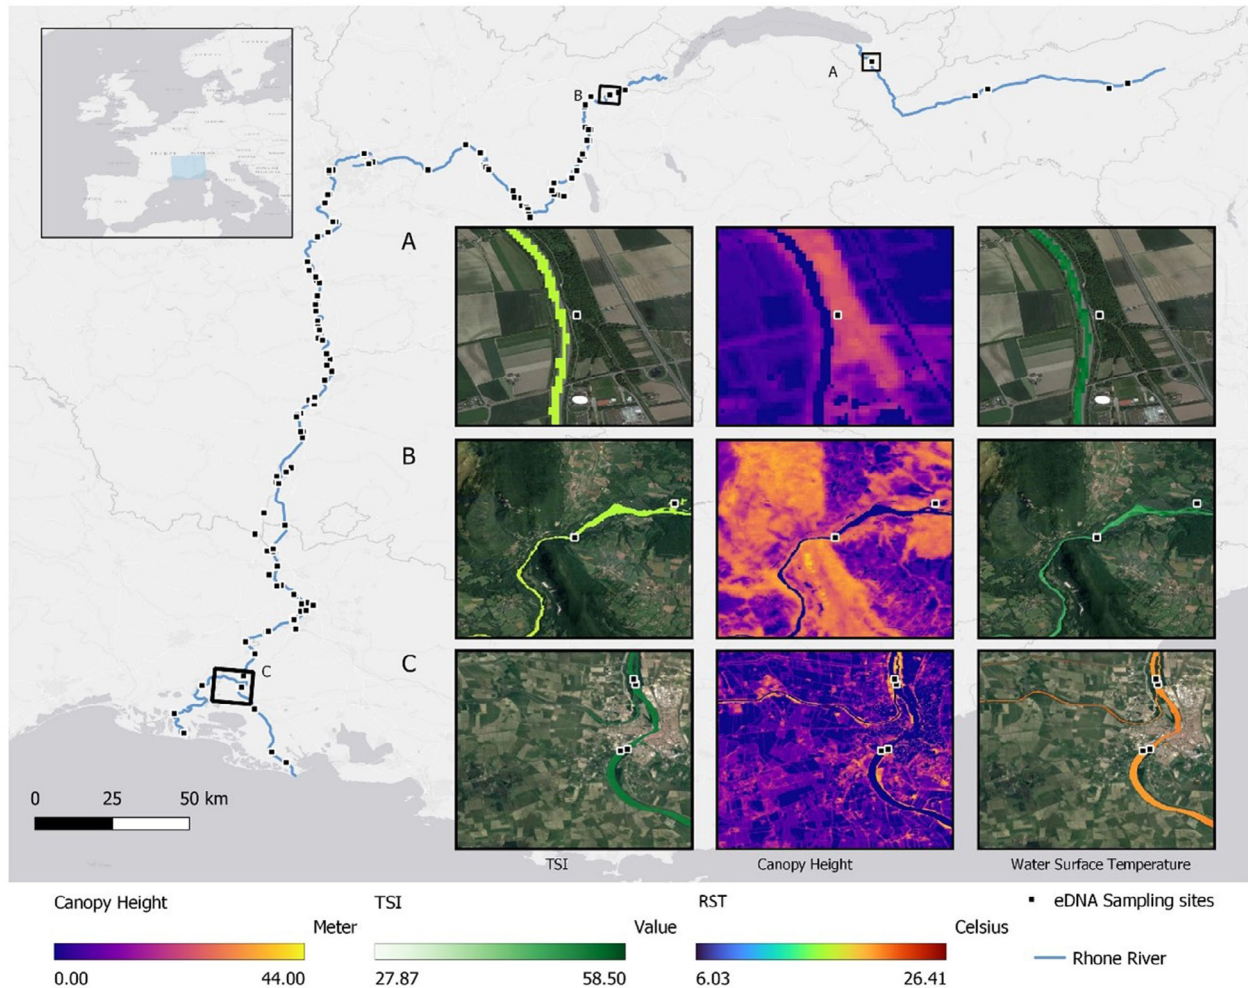 A
B
A
B
C
C
0 25 50 km
TSI Canopy Height Water Surface Temperature
Canopy Height TSI RST ▪ eDNA Sampling sites
Meter Value Celsius
Rhone River
0.00 44.00 27.87 58.50 6.03 26.41